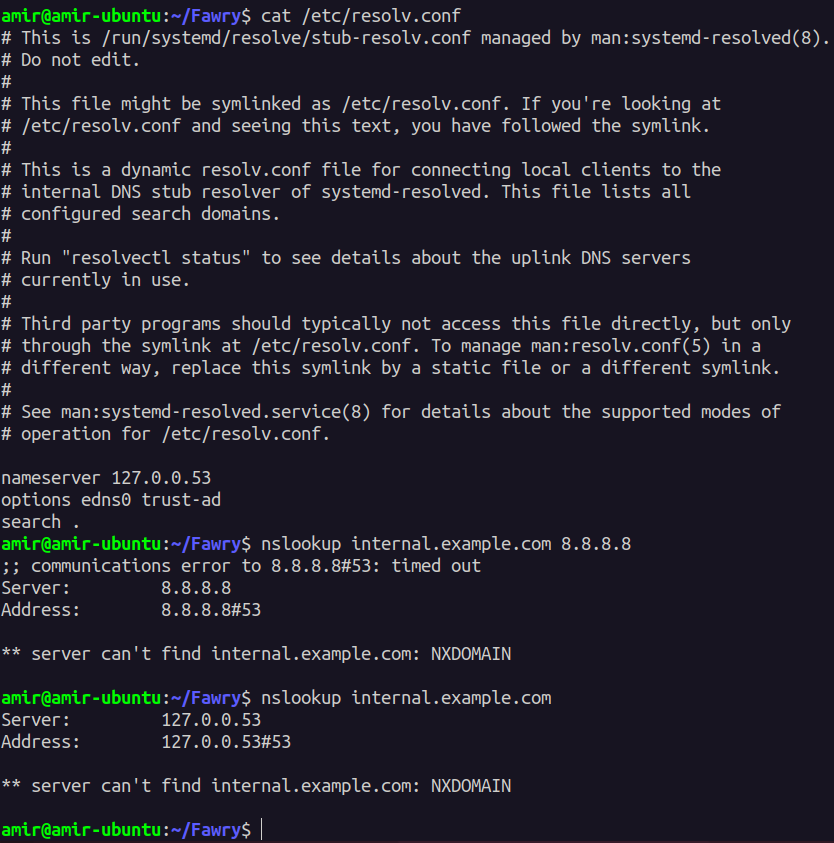 amir@amir-ubuntu:~/Fawry$ cat /etc/resolv.conf
# This is /run/systemd/resolve/stub-resolv.conf managed by man:systemd-resolved(8).
# Do not edit.
#
# This file might be symlinked as /etc/resolv.conf. If you're looking at
# /etc/resolv.conf and seeing this text, you have followed the symlink.
#
# This is a dynamic resolv.conf file for connecting local clients to the
# internal DNS stub resolver of systemd-resolved. This file lists all
# configured search domains.
#
# Run "resolvectl status" to see details about the uplink DNS servers
# currently in use.
#
# Third party programs should typically not access this file directly, but only
# through the symlink at /etc/resolv.conf. To manage man:resolv.conf(5) in a
# different way, replace this symlink by a static file or a different symlink.
#
# See man:systemd-resolved.service(8) for details about the supported modes of
# operation for /etc/resolv.conf.

nameserver 127.0.0.53
options edns0 trust-ad
search .
amir@amir-ubuntu:~/Fawry$ nslookup internal.example.com 8.8.8.8
;; communications error to 8.8.8.8#53: timed out
Server:         8.8.8.8
Address:        8.8.8.8#53

** server can't find internal.example.com: NXDOMAIN

amir@amir-ubuntu:~/Fawry$ nslookup internal.example.com
Server:         127.0.0.53
Address:        127.0.0.53#53

** server can't find internal.example.com: NXDOMAIN

amir@amir-ubuntu:~/Fawry$